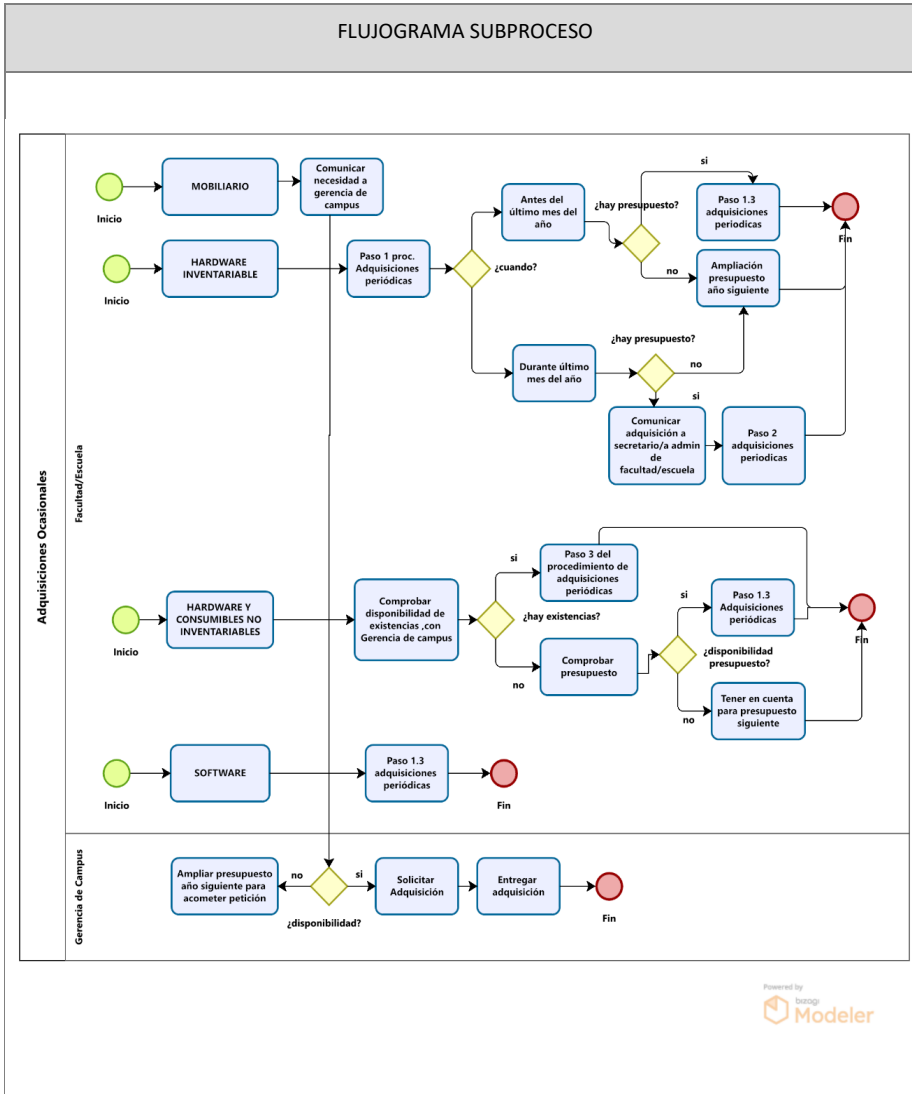 FLUJOGRAMA SUBPROCESO
Adquisiciones Ocasionales
Facultad/Escuela
Inicio
MOBILIARIO
Comunicar
necesidad a
gerencia de
campus
Inicio
HARDWARE
INVENTARIABLE
Paso 1 proc.
Adquisiciones
periódicas
¿cuando?
Antes del
último mes del
año
¿hay presupuesto?
si
Paso 1.3
adquisiciones
periodicas
Fin
no
Ampliación
presupuesto
año siguiente
Durante último
mes del año
¿hay presupuesto?
no
si
Comunicar
adquisición a
secretario/a admin
de
facultad/escuela
Paso 2
adquisiciones
periodicas
Inicio
HARDWARE Y
CONSUMIBLES NO
INVENTARIABLES
Comprobar
disponibilidad de
existencias ,con
Gerencia de campus
¿hay existencias?
si
Paso 3 del
procedimiento de
adquisiciones
periódicas
no
Comprobar
presupuesto
¿disponibilidad
presupuesto?
si
Paso 1.3
Adquisiciones
periódicas
Fin
no
Tener en cuenta
para presupuesto
siguiente
Inicio
SOFTWARE
Paso 1.3
adquisiciones
periódicas
Fin
Gerencia de Campus
Ampliar presupuesto
año siguiente para
acometer petición
no
¿disponibilidad?
si
Solicitar
Adquisición
Entregar
adquisición
Fin
Powered by
bizagi
Modeler